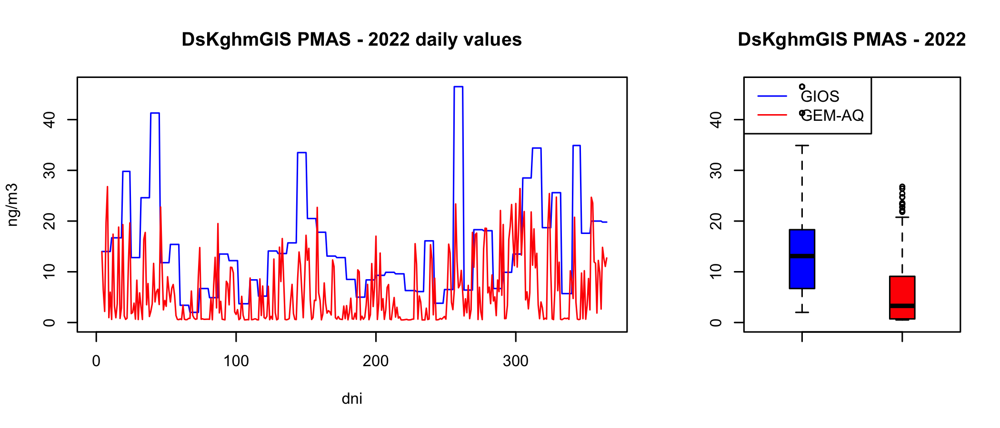 DsKghmGIS PMAS - 2022 daily values
ng/m3
40
30
20
10
0
0 100 200 300
dni
DsKghmGIS PMAS - 2022
GIOS
GEM-AQ
40
30
20
10
0